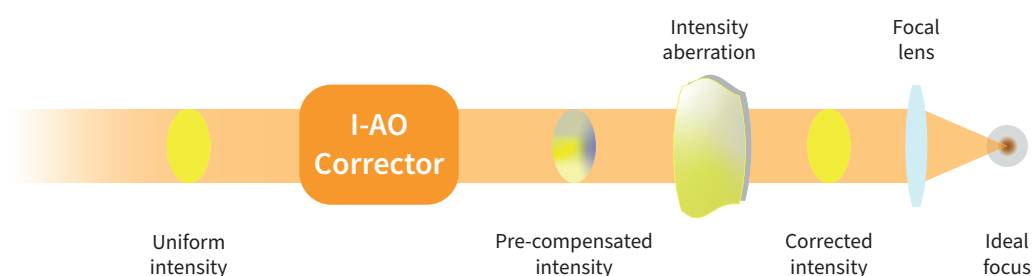 Intensity
aberration
Focal
lens
I-AO
Corrector
Uniform
intensity
Pre-compensated
intensity
Corrected
intensity
Ideal
focus